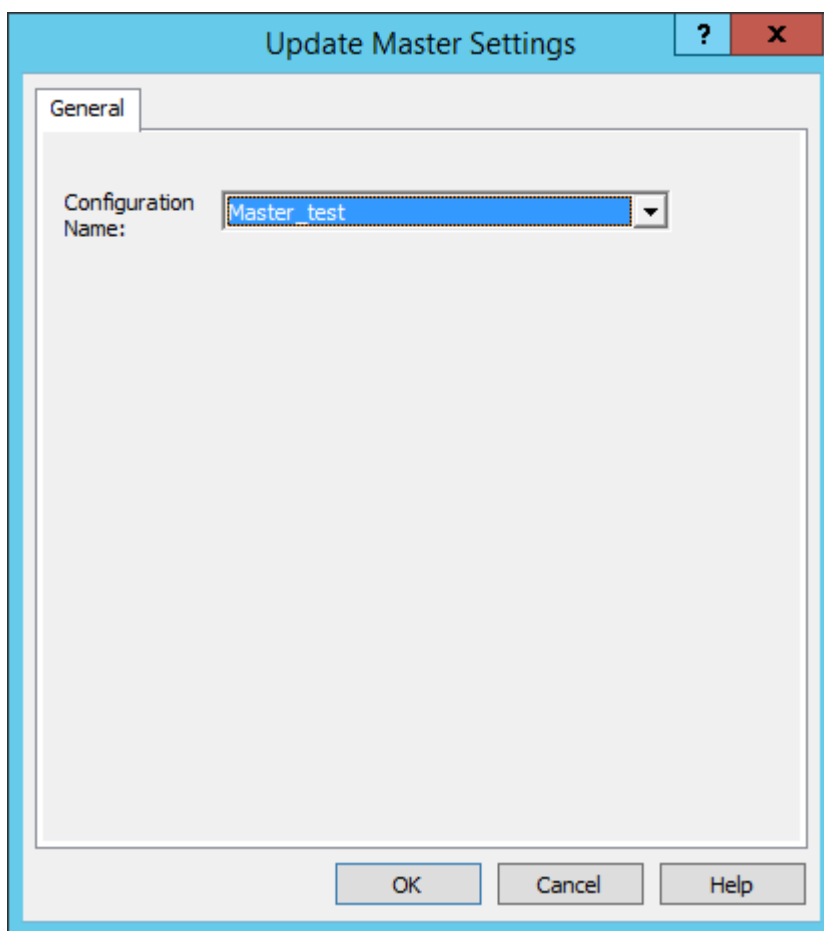 Update Master Settings
?
x
General
Configuration
Name:
Master_test
OK
Cancel
Help